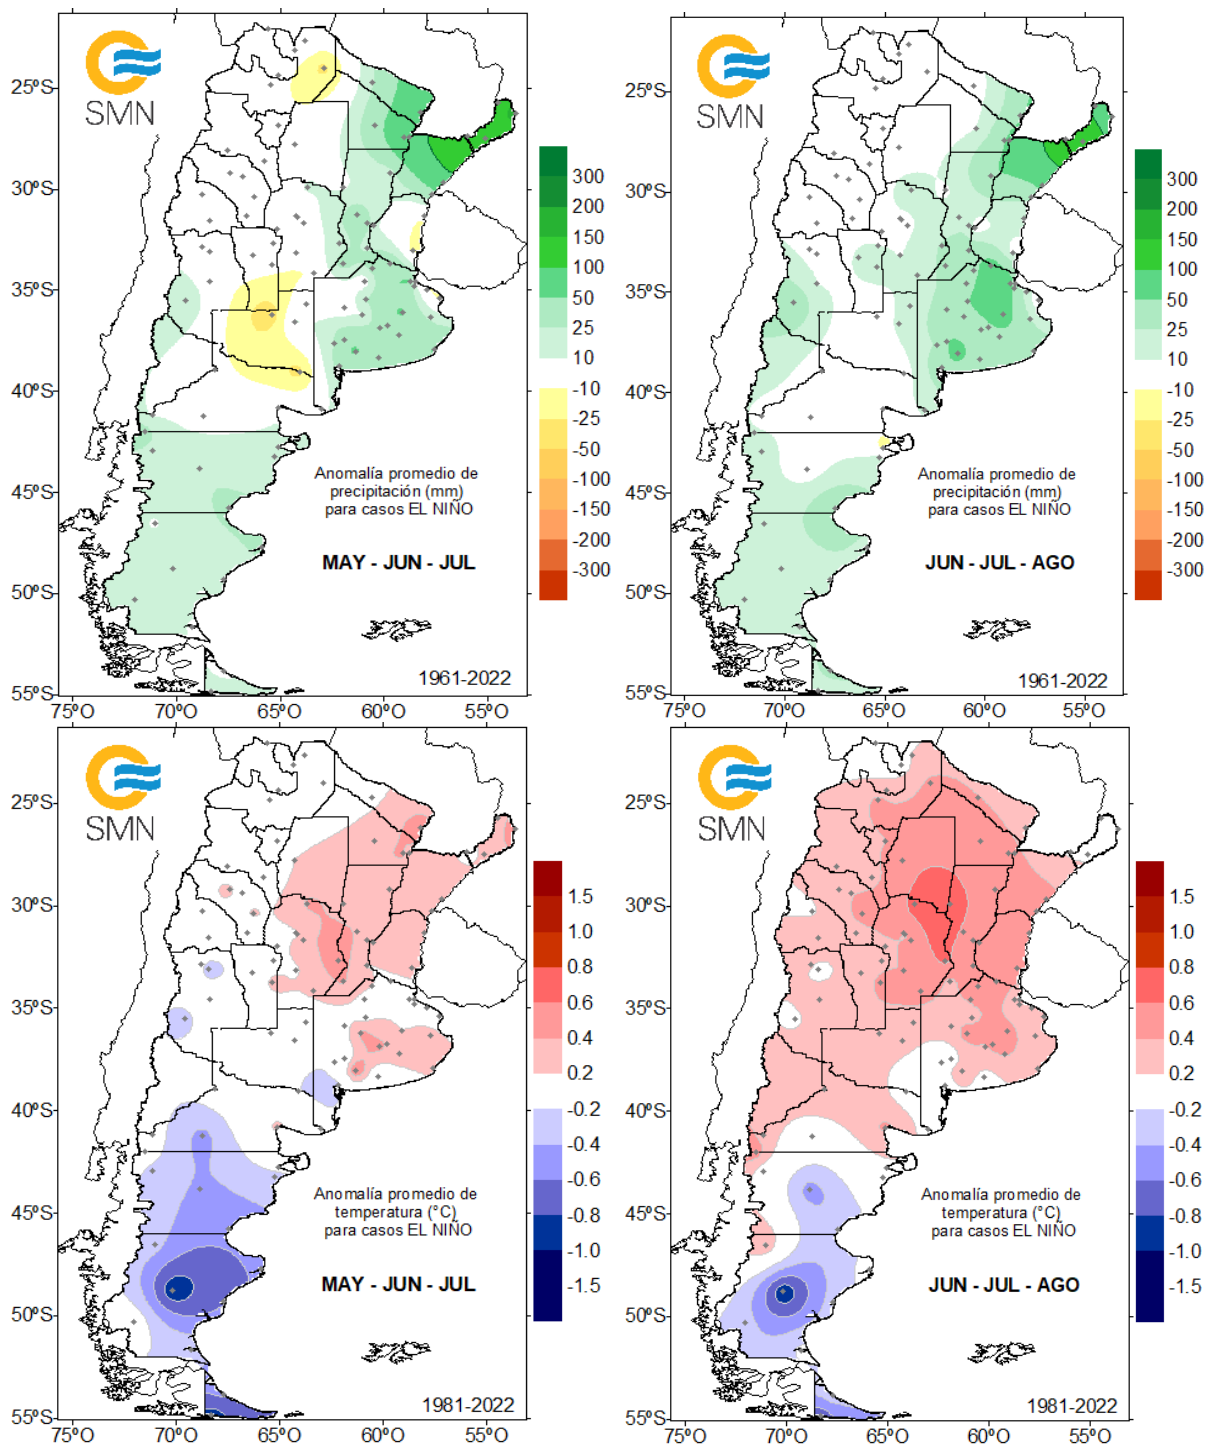 SMN
25ºS
30ºS
35ºS
40ºS
45ºS
50ºS
55ºS
75ºO
70ºO
65ºO
60ºO
55ºO
Anomalía promedio de
precipitación (mm)
para casos EL NIÑO
MAY - JUN - JUL
1961-2022
300
200
150
100
50
25
10
-10
-25
-50
-100
-150
-200
-300
SMN
25ºS
30ºS
35ºS
40ºS
45ºS
50ºS
55ºS
75ºO
70ºO
65ºO
60ºO
55ºO
Anomalía promedio de
precipitación (mm)
para casos EL NIÑO
JUN - JUL - AGO
1961-2022
300
200
150
100
50
25
10
-10
-25
-50
-100
-150
-200
-300
SMN
25ºS
30ºS
35ºS
40ºS
45ºS
50ºS
55ºS
75ºO
70ºO
65ºO
60ºO
55ºO
Anomalía promedio de
temperatura (°C)
para casos EL NIÑO
MAY - JUN - JUL
1981-2022
1.5
1.0
0.8
0.6
0.4
0.2
-0.2
-0.4
-0.6
-0.8
-1.0
-1.5
SMN
25ºS
30ºS
35ºS
40ºS
45ºS
50ºS
55ºS
75ºO
70ºO
65ºO
60ºO
55ºO
Anomalía promedio de
temperatura (°C)
para casos EL NIÑO
JUN - JUL - AGO
1981-2022
1.5
1.0
0.8
0.6
0.4
0.2
-0.2
-0.4
-0.6
-0.8
-1.0
-1.5